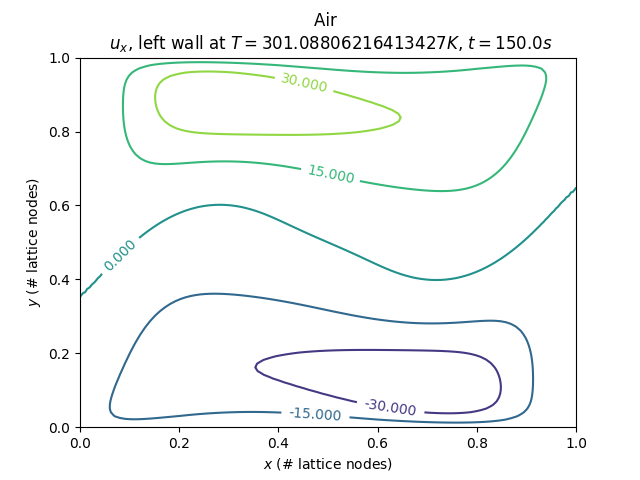 Air
u_x, left wall at T = 301.08806216413427K, t = 150.0s
1.0
0.8
0.6
0.4
0.2
0.0
y (# lattice nodes)
30.000
15.000
0.000
-30.000
-15.000
0.0 0.2 0.4 0.6 0.8 1.0
x (# lattice nodes)